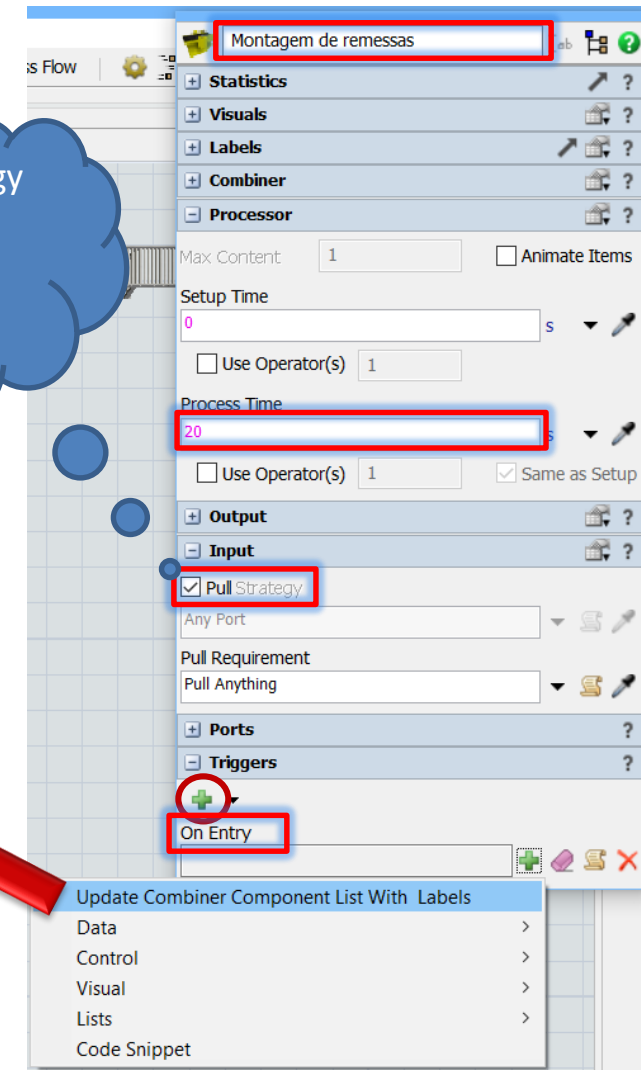 Montagem de remessas
ss Flow
Statistics
?
Visuals
?
Labels
?
Combiner
?
gy
Processor
?
Max Content
1
Animate Items
Setup Time
0
s
Use Operator(s)
1
Process Time
20
s
Use Operator(s)
1
Same as Setup
Output
?
Input
?
Pull Strategy
Any Port
Pull Requirement
Pull Anything
Ports
?
Triggers
?
On Entry
Update Combiner Component List With Labels
Data
Control
Visual
Lists
Code Snippet